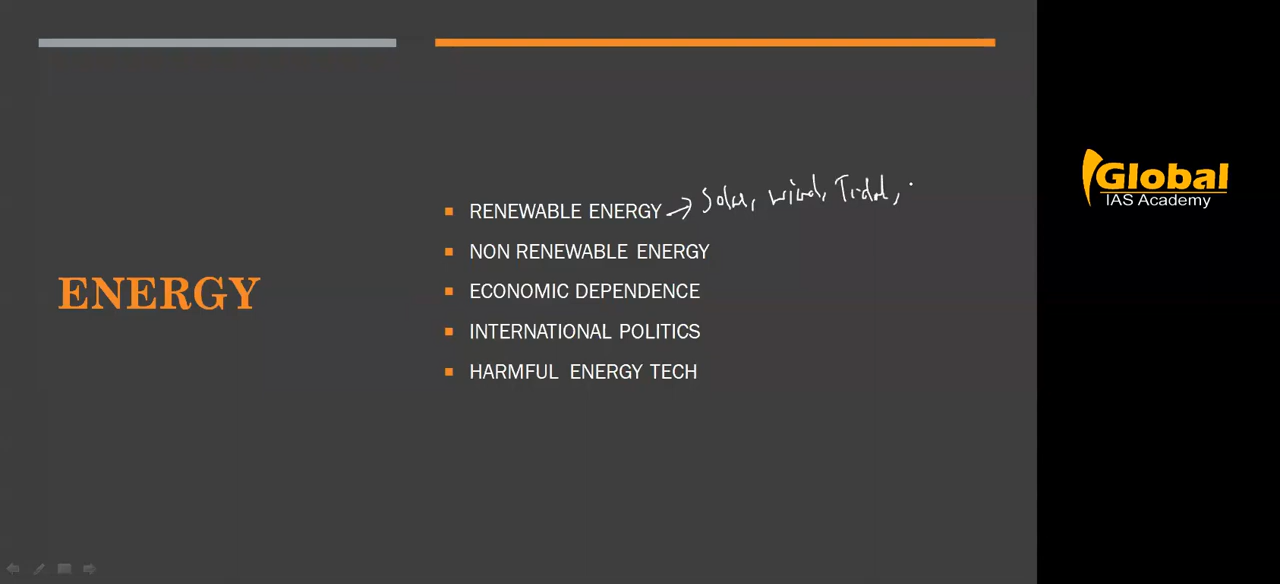 RENEWABLE ENERGY → Solar, wind, Tidal,
NON RENEWABLE ENERGY
ENERGY
ECONOMIC DEPENDENCE
INTERNATIONAL POLITICS
HARMFUL ENERGY TECH
Global
IAS Academy